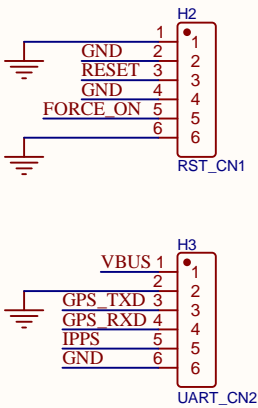 H2
1 1
GND 2 2
RESET 3 3
GND 4 4
FORCE_ON 5 5
6 6
RST_CN1
H3
VBUS 1 1
2 2
GPS_TXD 3 3
GPS_RXD 4 4
IPPS 5 5
GND 6 6
UART_CN2